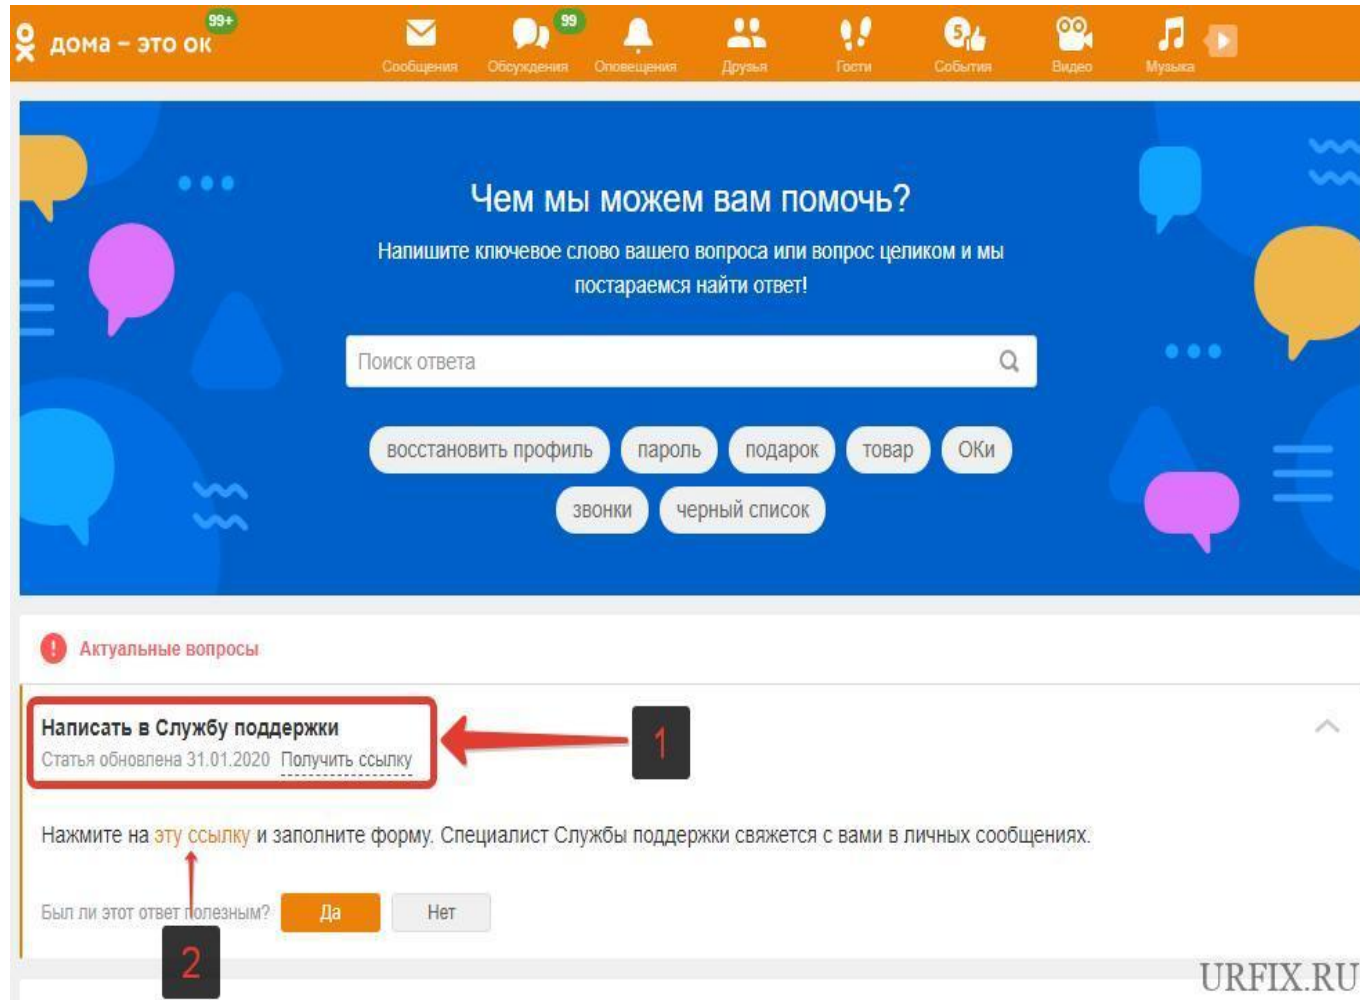 99+
дома – это ок
99
5
Сообщения Обсуждения Оповещения Друзья Гости События Видео Музыка
Чем мы можем вам помочь?
Напишите ключевое слово вашего вопроса или вопрос целиком и мы
постараемся найти ответ!
Поиск ответа
восстановить профиль пароль подарок товар ОКи
звонки черный список
! Актуальные вопросы
Написать в Службу поддержки
Статья обновлена 31.01.2020 Получить ссылку
1
Нажмите на эту ссылку и заполните форму. Специалист Службы поддержки свяжется с вами в личных сообщениях.
Был ли этот ответ полезным? Да Нет
2
URFIX.RU